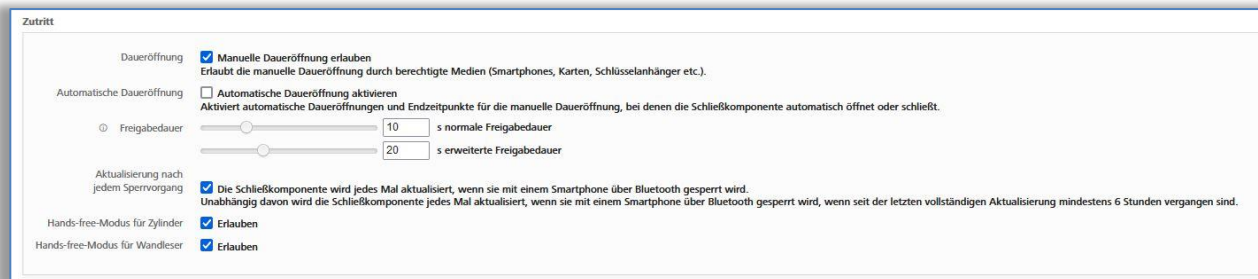 Zutritt
Daueröffnung Manuelle Daueröffnung erlauben
Erlaubt die manuelle Daueröffnung durch berechtigte Medien (Smartphones, Karten, Schlüsselanhänger etc.).
Automatische Daueröffnung Automatische Daueröffnung aktivieren
Aktiviert automatische Daueröffnungen und Endzeitpunkte für die manuelle Daueröffnung, bei denen die Schließkomponente automatisch öffnet oder schließt.
Freigabedauer 10 s normale Freigabedauer
20 s erweiterte Freigabedauer
Aktualisierung nach
jedem Sperrvorgang Die Schließkomponente wird jedes Mal aktualisiert, wenn sie mit einem Smartphone über Bluetooth gesperrt wird.
Unabhängig davon wird die Schließkomponente jedes Mal aktualisiert, wenn sie mit einem Smartphone über Bluetooth gesperrt wird, wenn seit der letzten vollständigen Aktualisierung mindestens 6 Stunden vergangen sind.
Hands-free-Modus für Zylinder Erlauben
Hands-free-Modus für Wandleser Erlauben